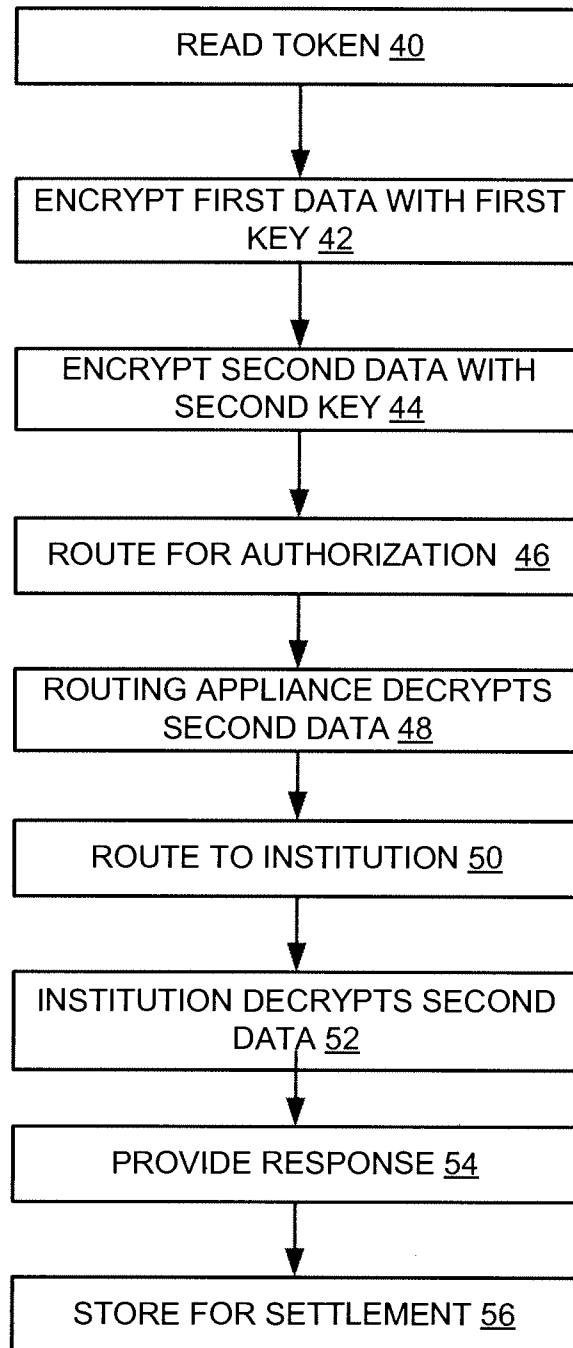 READ TOKEN 40
ENCRYPT FIRST DATA WITH FIRST
KEY 42
ENCRYPT SECOND DATA WITH
SECOND KEY 44
ROUTE FOR AUTHORIZATION 46
ROUTING APPLIANCE DECRYPTS
SECOND DATA 48
ROUTE TO INSTITUTION 50
INSTITUTION DECRYPTS SECOND
DATA 52
PROVIDE RESPONSE 54
STORE FOR SETTLEMENT 56